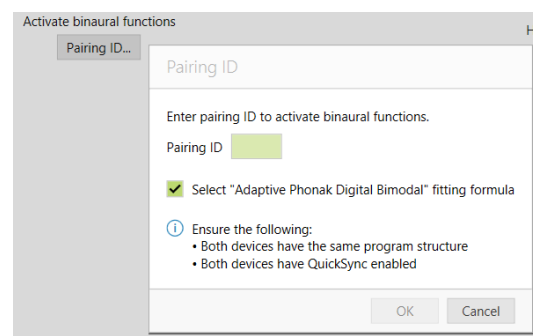 Activate binaural functions
H
Pairing ID...
Pairing ID
Enter pairing ID to activate binaural functions.
Pairing ID
Select "Adaptive Phonak Digital Bimodal" fitting formula
Ensure the following:
• Both devices have the same program structure
• Both devices have QuickSync enabled
OK Cancel